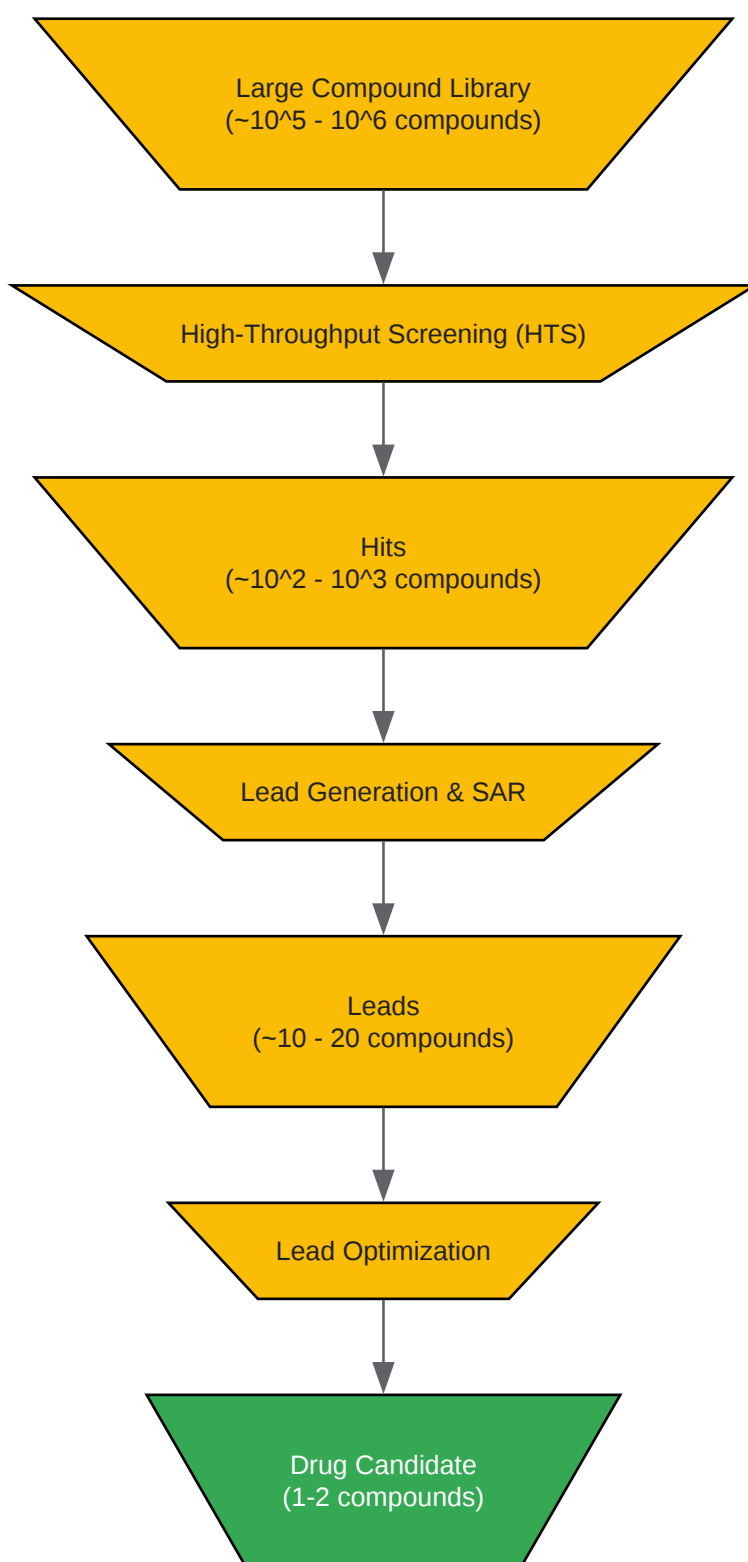 Large Compound Library
(~10^5 - 10^6 compounds)
High-Throughput Screening (HTS)
Hits
(~10^2 - 10^3 compounds)
Lead Generation & SAR
Leads
(~10 - 20 compounds)
Lead Optimization
Drug Candidate
(1-2 compounds)